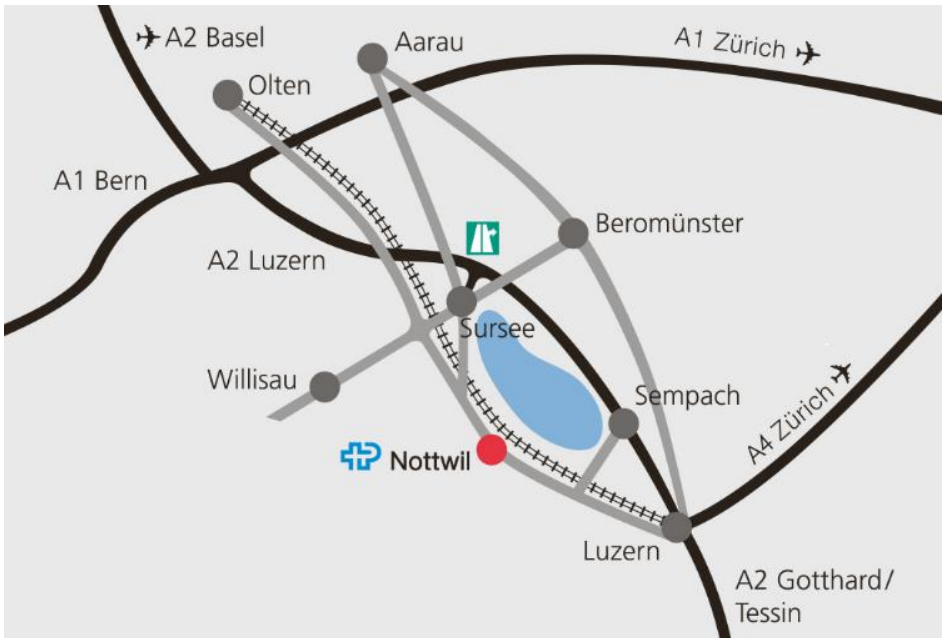 A2 Basel
Aarau
A1 Zürich
Olten
A1 Bern
Beromünster
A2 Luzern
Sursee
Willisau
Sempach
A4 Zürich
Nottwil
Luzern
A2 Gotthard/
Tessin